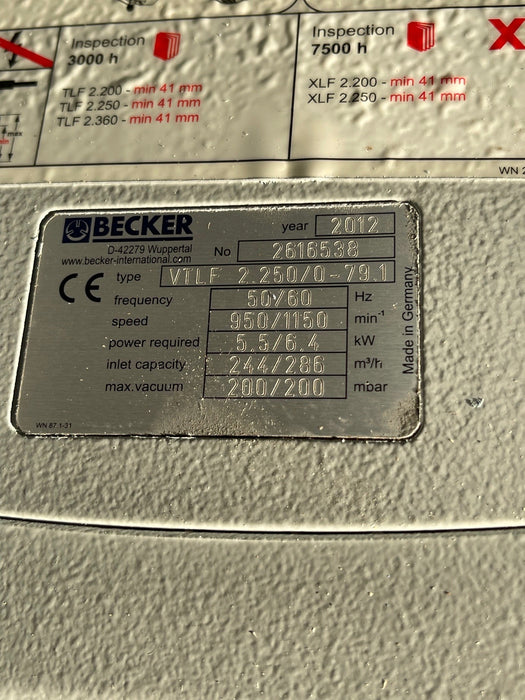 Inspection
3000 h
TLF 2.200 - min 41 mm
TLF 2.250 - min 41 mm
TLF 2.360 - min 41 mm
max
min
Inspection
7500 h
XLF 2.200 - min 41 mm
XLF 2.250 - min 41 mm
X
WN 2
BECKER
D-42279 Wuppertal
www.becker-international.com
year 2012
No 2616538
CE type VTLF 2.250/0-79.1
frequency 50/60 Hz
speed 950/1150 min-1
power required 5.5/6.4 kW
inlet capacity 244/286 m³/h
max.vacuum 200/200 mbar
Made in Germany
WN 87.1-31